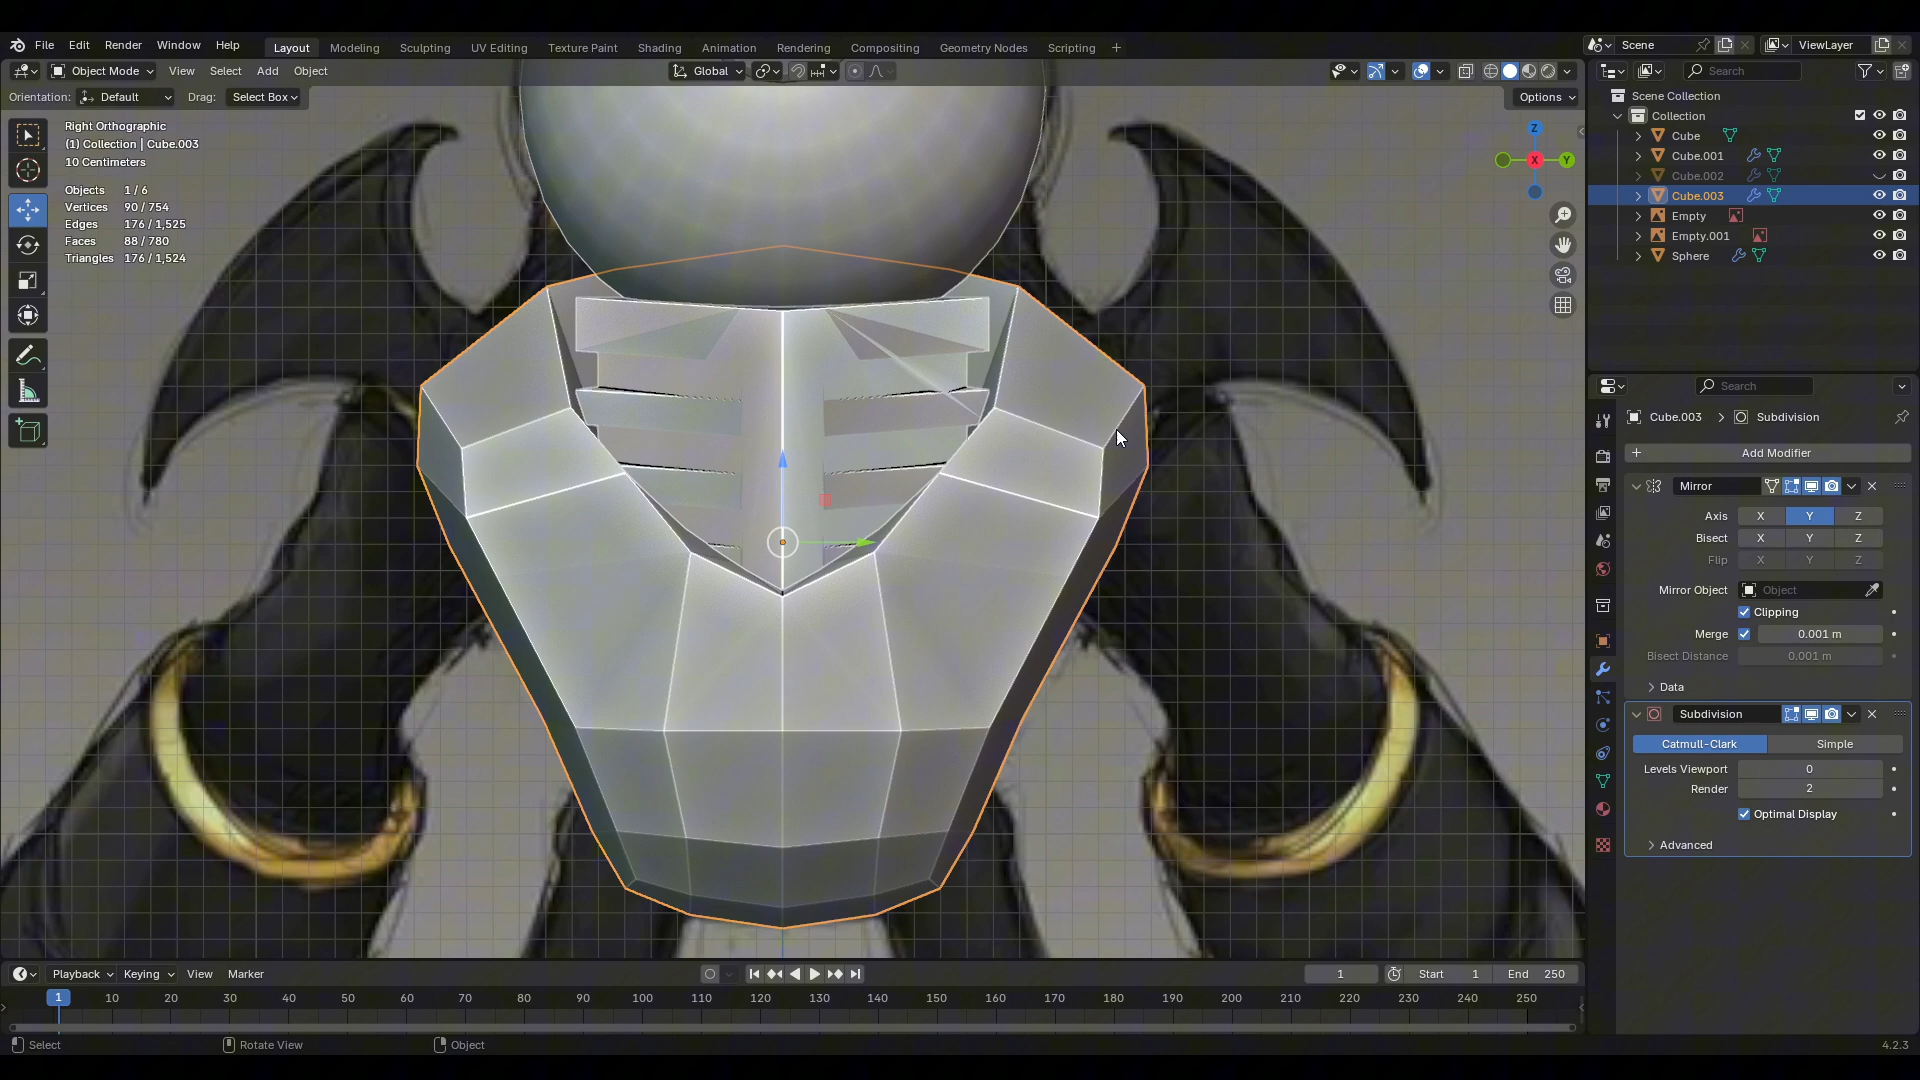 File Edit Render Window Help Layout Modeling Sculpting UV Editing Texture Paint Shading Animation Rendering Compositing Geometry Nodes Scripting + Scene ViewLayer
Object Mode View Select Add Object Global Search
Orientation: Default Drag: Select Box Options
Right Orthographic
(1) Collection | Cube.003
10 Centimeters
Objects 1 / 6
Vertices 90 / 754
Edges 176 / 1,525
Faces 88 / 780
Triangles 176 / 1,524
Z
X
Y
Scene Collection
Collection
Cube
Cube.001
Cube.002
Cube.003
Empty
Empty.001
Sphere
Search
Cube.003 Subdivision
+ Add Modifier
Mirror
Axis X Y Z
Bisect X Y Z
Flip X Y Z
Mirror Object Object
Clipping
Merge 0.001 m
Bisect Distance 0.001 m
Data
Subdivision
Catmull-Clark Simple
Levels Viewport 0
Render 2
Optimal Display
Advanced
Playback Keying View Marker 1 Start 1 End 250
1 10 20 30 40 50 60 70 80 90 100 110 120 130 140 150 160 170 180 190 200 210 220 230 240 250
Select Rotate View Object 4.2.3